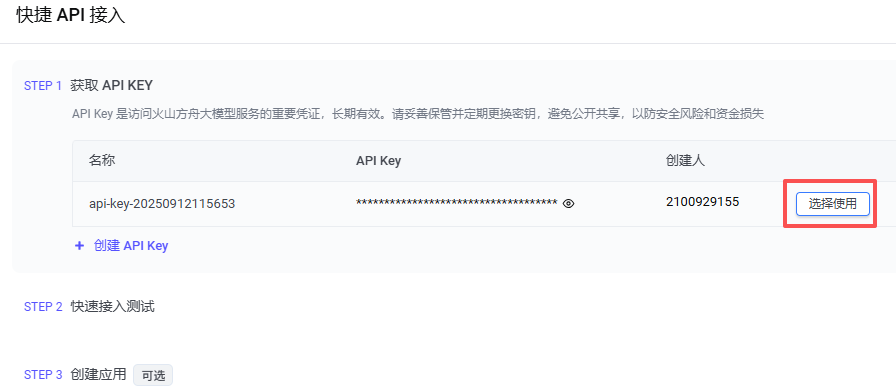 快捷 API 接入
STEP 1 获取 API KEY
API Key 是访问火山方舟大模型服务的重要凭证，长期有效。请妥善保管并定期更换密钥，避免公开共享，以防安全风险和资金损失
名称 API Key 创建人
api-key-20250912115653 ************************************ 2100929155 选择使用
+ 创建 API Key
STEP 2 快速接入测试
STEP 3 创建应用 可选